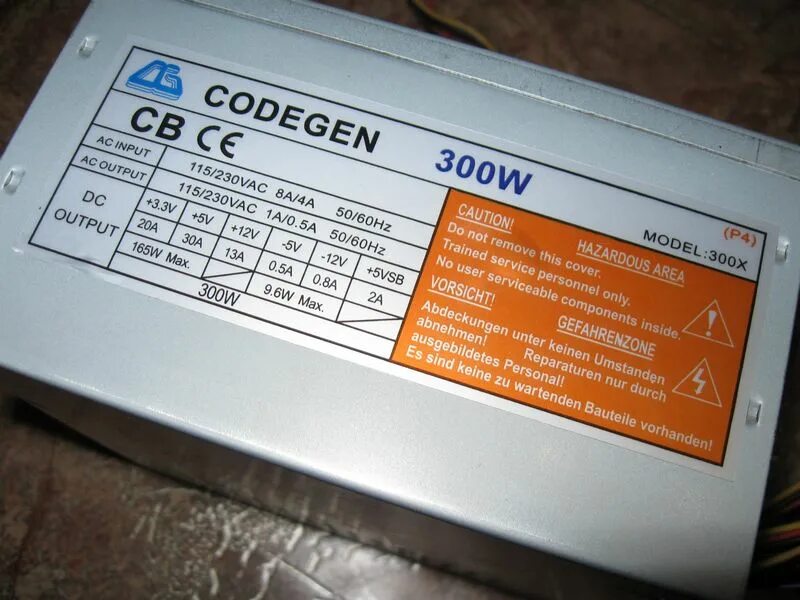 CODEGEN
300W
(P4)
MODEL:300X
CB CE
AC INPUT 115/230VAC 8A/4A 50/60Hz
AC OUTPUT 115/230VAC 1A/0.5A 50/60Hz
DC OUTPUT
+3.3V +5V +12V -5V -12V +5VSB
20A 30A 13A 0.5A 0.8A 2A
165W Max. 9.6W Max.
300W
CAUTION! HAZARDOUS AREA
Do not remove this cover.
Trained service personnel only.
No user serviceable components inside.
VORSICHT! GEFAHRENZONE
Abdeckungen unter keinen Umstanden
abnehmen! Reparaturen nur durch
ausgebildetes Personal!
Es sind keine zu wartenden Bauteile vorhanden!